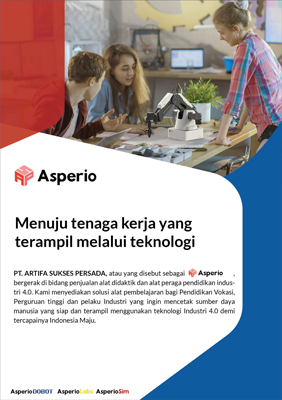 Asperio
Menuju tenaga kerja yang
terampil melalui teknologi
PT. ARTIFA SUKSES PERSADA, atau yang disebut sebagai Asperio ,
bergerak di bidang penjualan alat didaktik dan alat peraga pendidikan indus-
tri 4.0. Kami menyediakan solusi alat pembelajaran bagi Pendidikan Vokasi,
Perguruan tinggi dan pelaku Industri yang ingin mencetak sumber daya
manusia yang siap dan terampil menggunakan teknologi Industri 4.0 demi
tercapainya Indonesia Maju.
AsperioDOBOT AsperioLabs AsperioSim